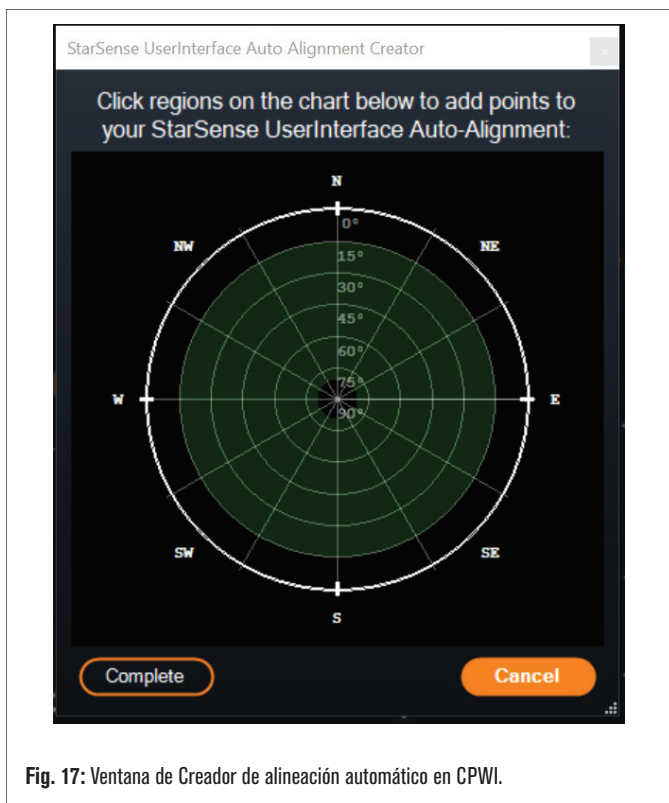 StarSense UserInterface Auto Alignment Creator
Click regions on the chart below to add points to
your StarSense UserInterface Auto-Alignment:
N
0°
NW
NE
15°
30°
45°
60°
75°
W
E
90°
SW
SE
S
Complete
Cancel
Fig. 17: Ventana de Creador de alineación automático en CPWI.